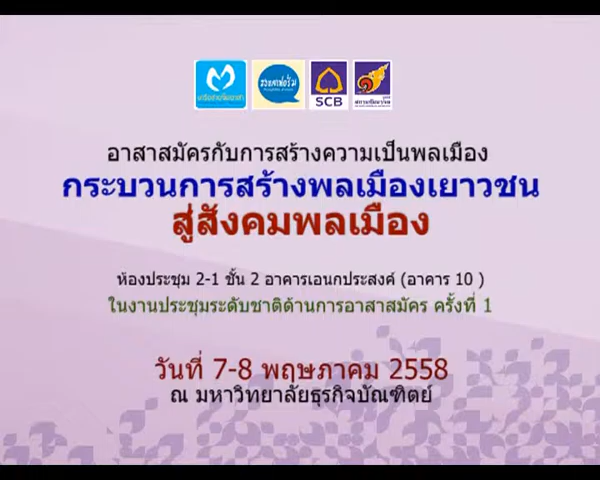 SCB
อาสาสมัครกับการสร้างความเป็นพลเมือง
กระบวนการสร้างพลเมืองเยาวชน
สู่สังคมพลเมือง
ห้องประชุม 2-1 ชั้น 2 อาคารเอนกประสงค์ (อาคาร 10 )
ในงานประชุมระดับชาติด้านการอาสาสมัคร ครั้งที่ 1
วันที่ 7-8 พฤษภาคม 2558
ณ มหาวิทยาลัยธุรกิจบัณฑิตย์